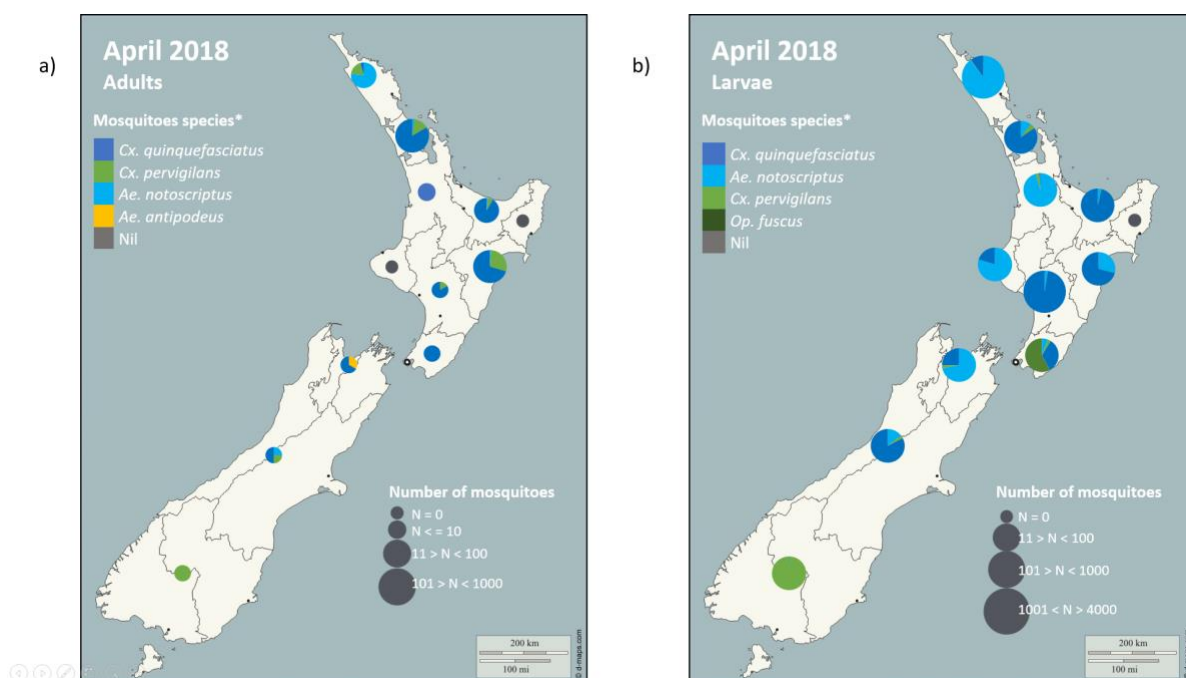 a)
April 2018
Adults
Mosquitoes species*
Cx. quinquefasciatus
Cx. pervigilans
Ae. notoscriptus
Ae. antipodeus
Nil
Number of mosquitoes
N = 0
N < = 10
11 > N < 100
101 > N < 1000
200 km
100 mi
© d-maps.com
b)
April 2018
Larvae
Mosquitoes species*
Cx. quinquefasciatus
Ae. notoscriptus
Cx. pervigilans
Op. fuscus
Nil
Number of mosquitoes
N = 0
11 > N < 100
101 > N < 1000
1001 < N > 4000
200 km
100 mi
© d-maps.com